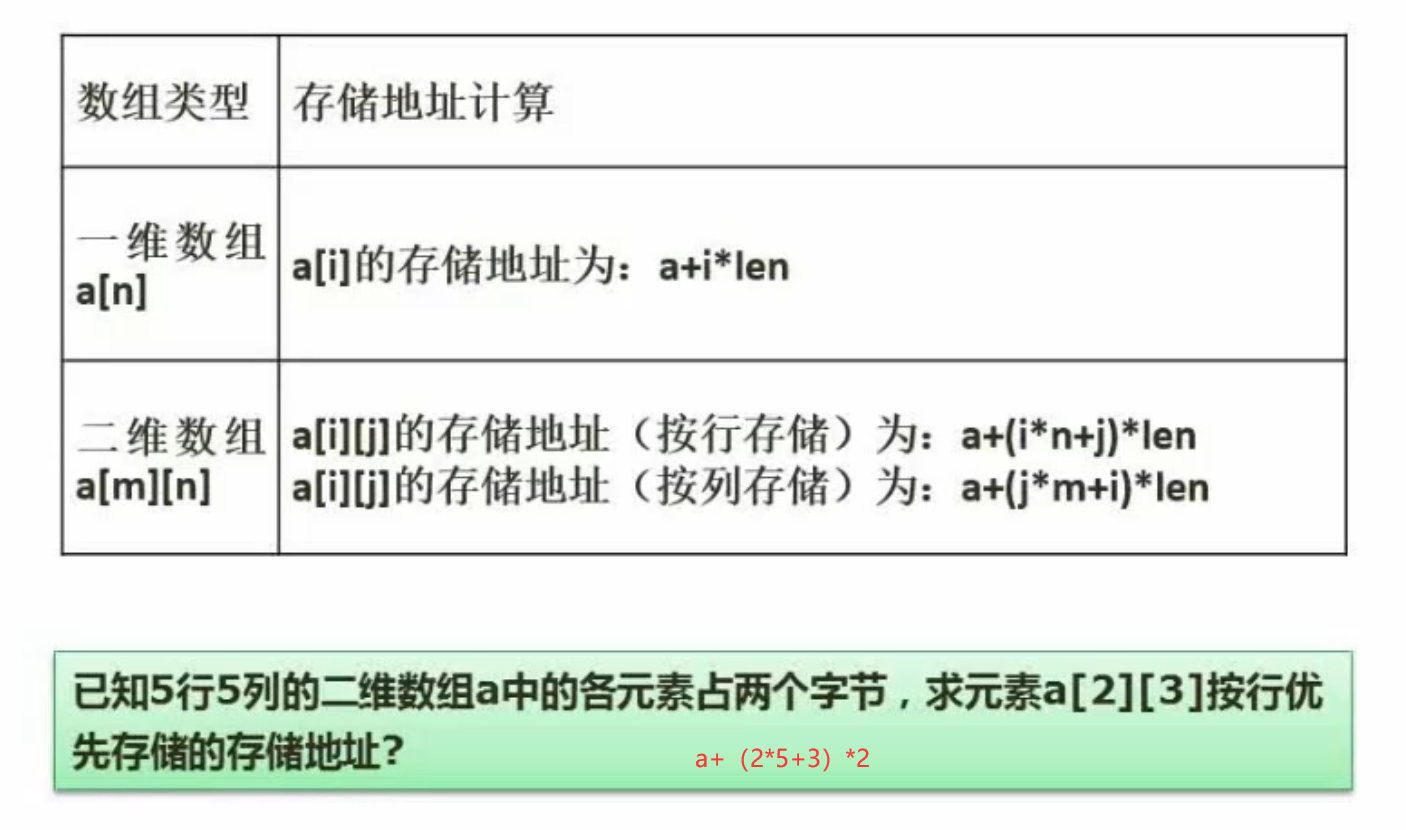 数组类型
存储地址计算
一维数组
a[n]
a[i]的存储地址为：a+i*len
二维数组
a[m][n]
a[i][j]的存储地址（按行存储）为：a+(i*n+j)*len
a[i][j]的存储地址（按列存储）为：a+(j*m+i)*len
已知5行5列的二维数组a中的各元素占两个字节，求元素a[2][3]按行优
先存储的存储地址?
a+（2*5+3）*2